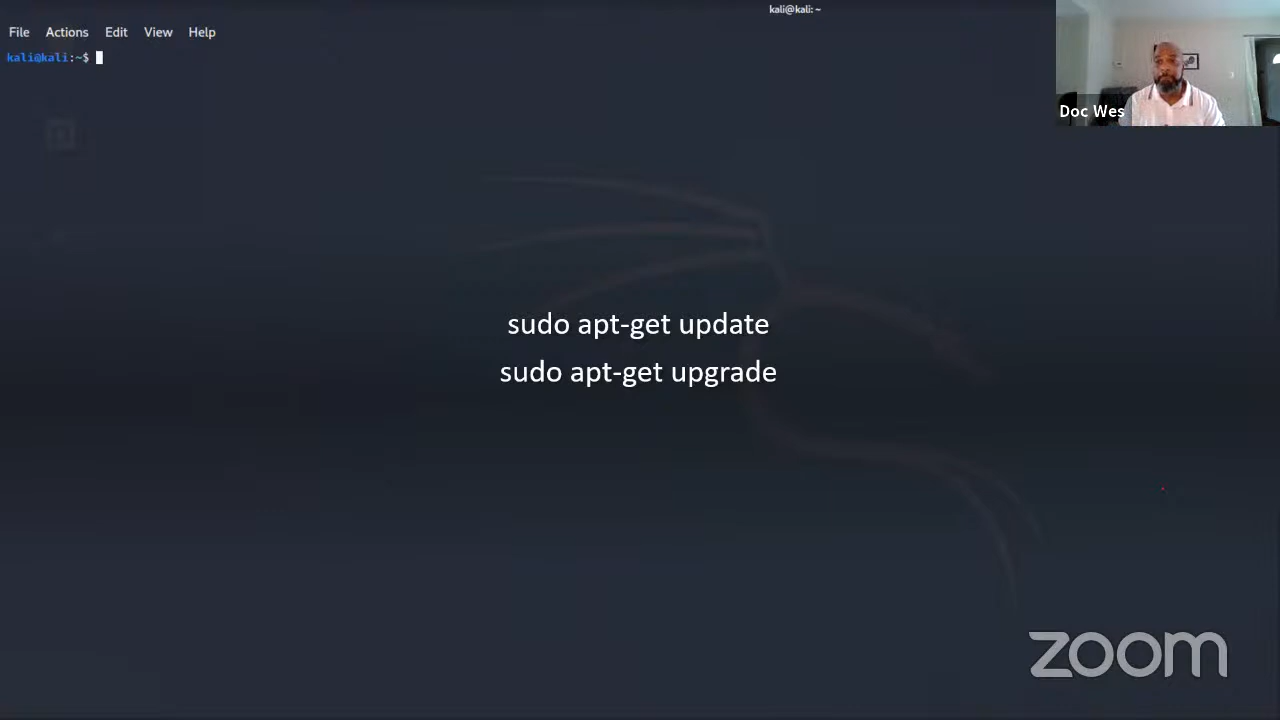 kali@kali: ~
File Actions Edit View Help
kali@kali:~$
Doc Wes
sudo apt-get update
sudo apt-get upgrade
zoom